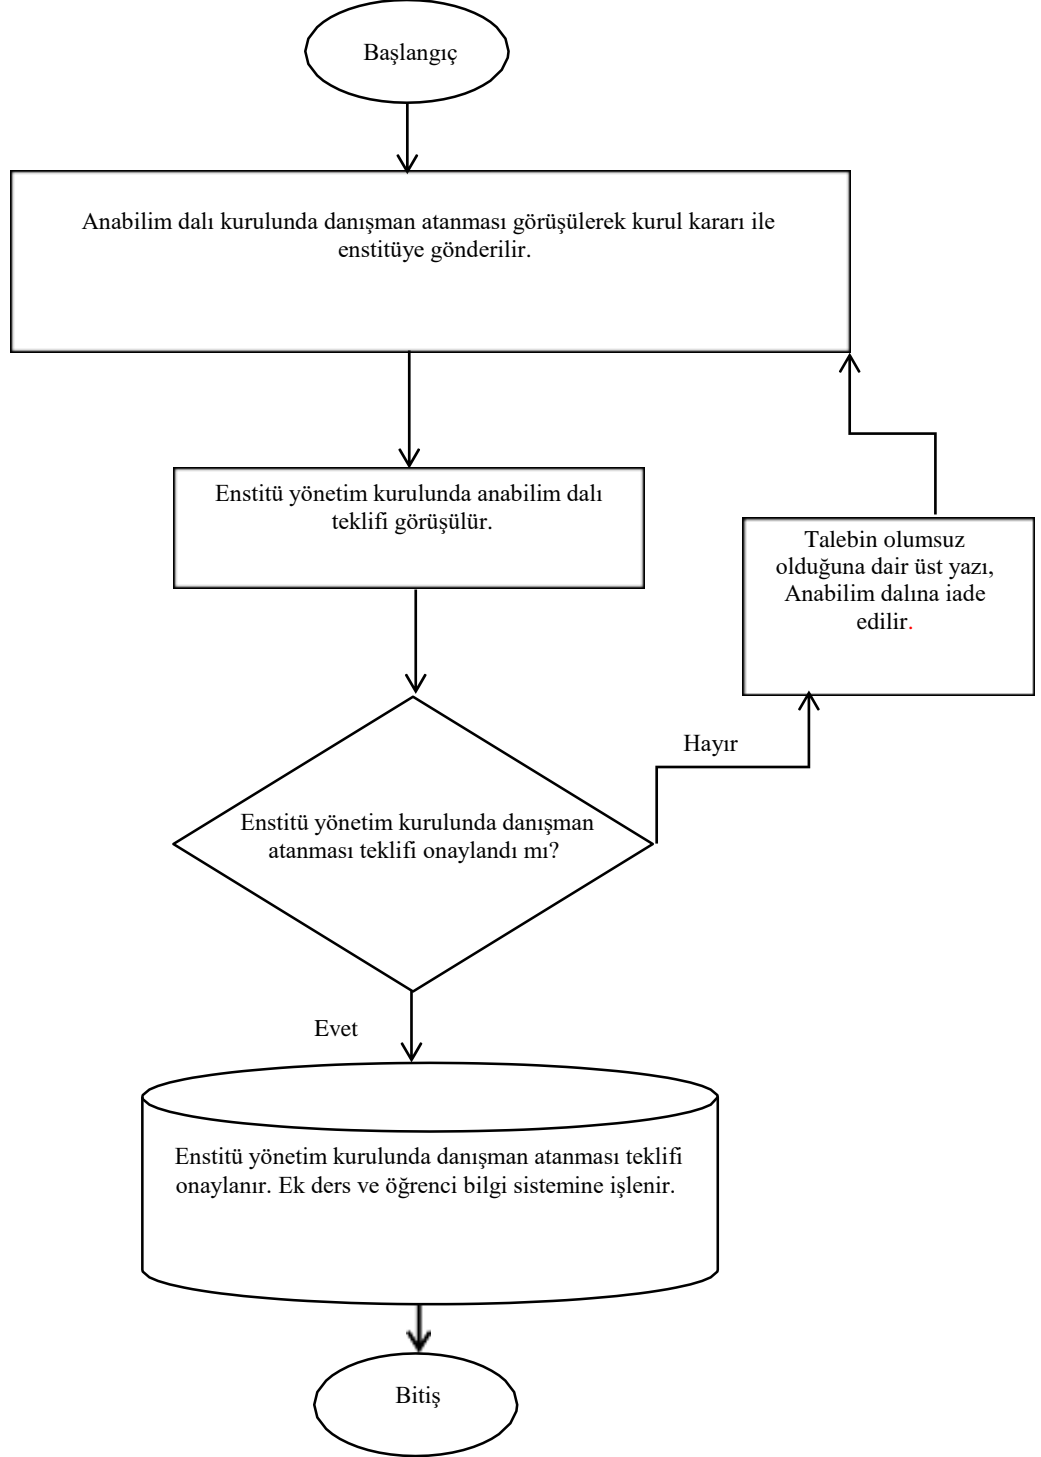 Başlangıç
Anabilim dalı kurulunda danışman atanması görüşülerek kurul kararı ile
enstitüye gönderilir.
Enstitü yönetim kurulunda anabilim dalı
teklifi görüşülür.
Talebin olumsuz
olduğuna dair üst yazı,
Anabilim dalına iade
edilir.
Hayır
Enstitü yönetim kurulunda danışman
atanması teklifi onaylandı mı?
Evet
Enstitü yönetim kurulunda danışman atanması teklifi
onaylanır. Ek ders ve öğrenci bilgi sistemine işlenir.
Bitiş